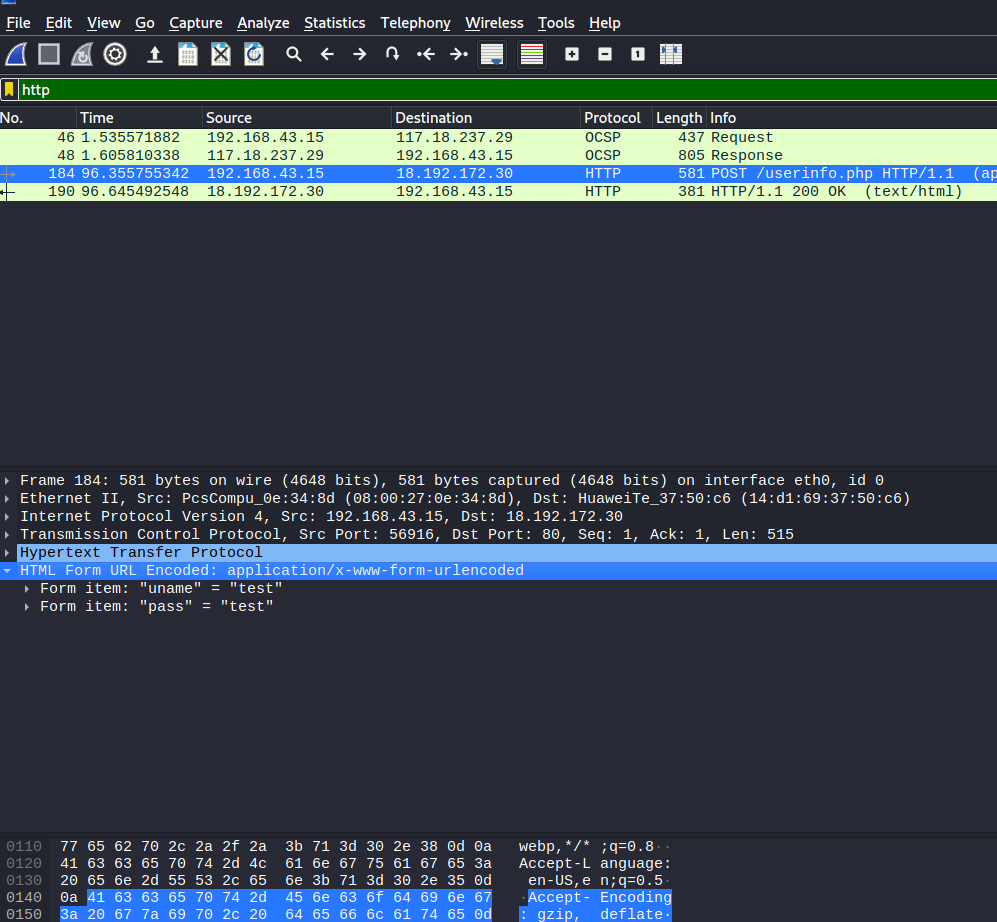 File Edit View Go Capture Analyze Statistics Telephony Wireless Tools Help
http
No. Time Source Destination Protocol Length Info
46 1.535571882 192.168.43.15 117.18.237.29 OCSP 437 Request
48 1.605810338 117.18.237.29 192.168.43.15 OCSP 805 Response
184 96.355755342 192.168.43.15 18.192.172.30 HTTP 581 POST /userinfo.php HTTP/1.1 (ap
190 96.645492548 18.192.172.30 192.168.43.15 HTTP 381 HTTP/1.1 200 OK (text/html)
Frame 184: 581 bytes on wire (4648 bits), 581 bytes captured (4648 bits) on interface eth0, id 0
Ethernet II, Src: PcsCompu_0e:34:8d (08:00:27:0e:34:8d), Dst: HuaweiTe_37:50:c6 (14:d1:69:37:50:c6)
Internet Protocol Version 4, Src: 192.168.43.15, Dst: 18.192.172.30
Transmission Control Protocol, Src Port: 56916, Dst Port: 80, Seq: 1, Ack: 1, Len: 515
Hypertext Transfer Protocol
HTML Form URL Encoded: application/x-www-form-urlencoded
Form item: "uname" = "test"
Form item: "pass" = "test"
0110 77 65 62 70 2c 2a 2f 2a 3b 71 3d 30 2e 38 0d 0a webp,*/* ;q=0.8··
0120 41 63 63 65 70 74 2d 4c 61 6e 67 75 61 67 65 3a Accept-L anguage:
0130 20 65 6e 2d 55 53 2c 65 6e 3b 71 3d 30 2e 35 0d en-US,e n;q=0.5·
0140 0a 41 63 63 65 70 74 2d 45 6e 63 6f 64 69 6e 67 ·Accept- Encoding
0150 3a 20 67 7a 69 70 2c 20 64 65 66 6c 61 74 65 0d : gzip, deflate·